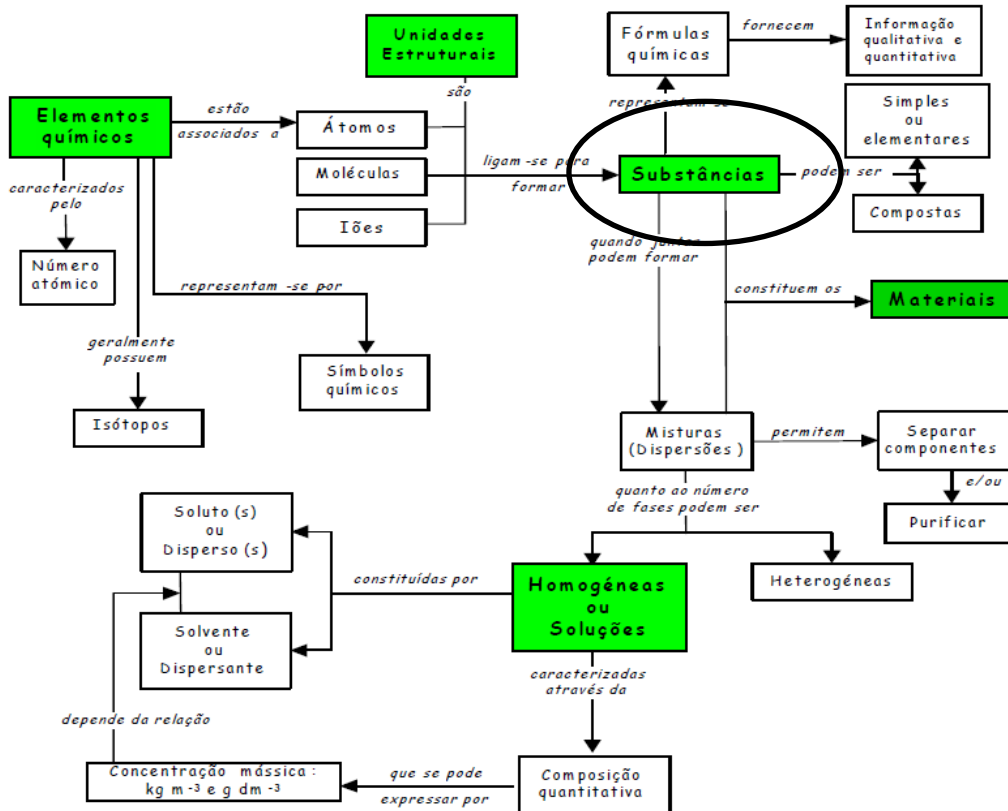 Unidades
Estruturais
são
Fórmulas
químicas
fornecem
Informação
qualitativa e
quantitativa
Elementos
químicos
estão
associados a
Átomos
Moléculas
Iões
ligam -se para
formar
representam-se
Substâncias
podem ser
Simples
ou
elementares
Compostas
caracterizados
pelo
Número
atómico
representam -se por
Símbolos
químicos
geralmente
possuem
Isótopos
quando juntas
podem formar
constituem os
Materiais
Misturas
(Dispersões )
permitem
Separar
componentes
e/ou
Purificar
quanto ao número
de fases podem ser
Heterogéneas
Homogéneas
ou
Soluções
constituídas por
Soluto (s)
ou
Disperso (s)
Solvente
ou
Dispersante
caracterizadas
através da
Composição
quantitativa
que se pode
expressar por
Concentração mássica :
kg m -³ e g dm -³
depende da relação